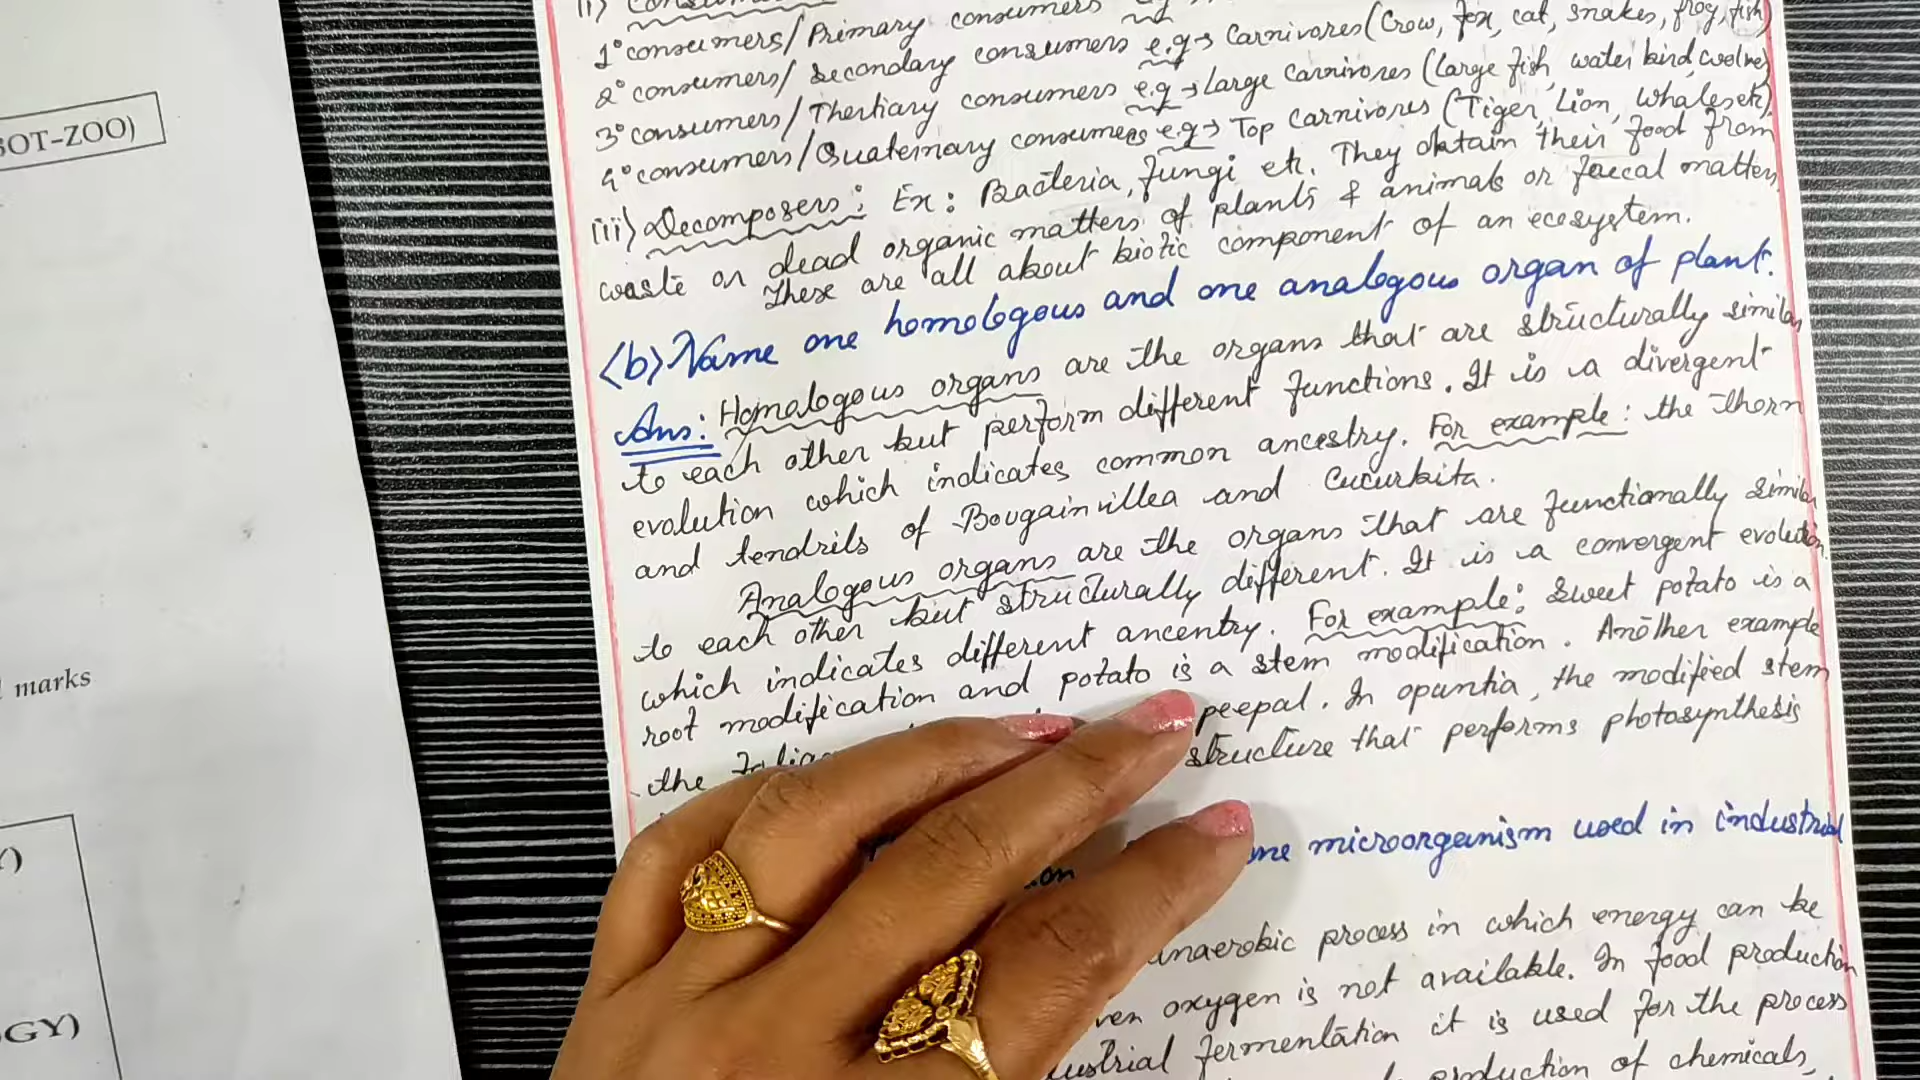 BOT-ZOO)
marks
Y)
GY)
ii)
1° consumers/Primary consumers
2° consumers/ secondary consumers e.g→ Carnivores (Crow, fox, cat, snakes, frog, fish)
3° consumers/Thertiary consumers e.g→ large carnivores (large fish, water bird, wolve)
4° consumers/Quaternary consumers e.g→ Top carnivores (Tiger, Lion, Whales etc).
iii) Decomposers: Ex: Bacteria, fungi etc. They obtain their food from
waste or dead organic matters of plants & animals or faecal matters.
These are all about biotic component of an ecosystem.
<b> Name one homologous and one analogous organ of plant.
Ans: Homologous organs are the organs that are structurally similar
to each other but perform different functions. It is a divergent
evolution which indicates common ancestry. For example: the thorn
and tendrils of Bougainvillea and Cucurbita.
Analogous organs are the organs that are functionally similar
to each other but structurally different. It is a convergent evolution
which indicates different ancentry. For example: Sweet potato is a
root modification and potato is a stem modification. Another example
the peepal. In opuntia, the modified stem
structure that performs photosynthesis
microorganism used in industrial
anaerobic process in which energy can be
oxygen is not available. In food production
fermentation it is used for the process
production of chemicals,